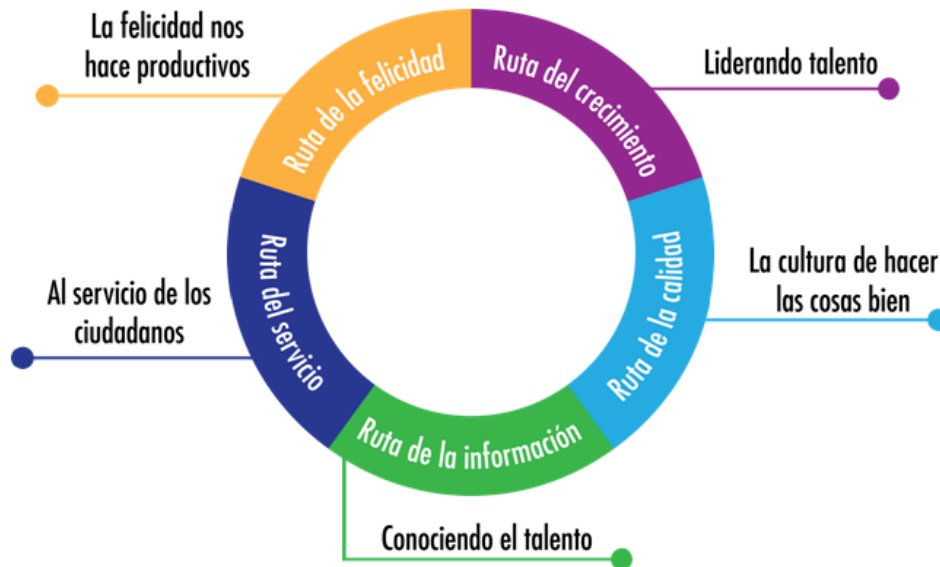 La felicidad nos
hace productivos
Ruta de la felicidad
Ruta del crecimiento
Liderando talento
Ruta de la calidad
La cultura de hacer
las cosas bien
Ruta del servicio
Al servicio de los
ciudadanos
Ruta de la información
Conociendo el talento